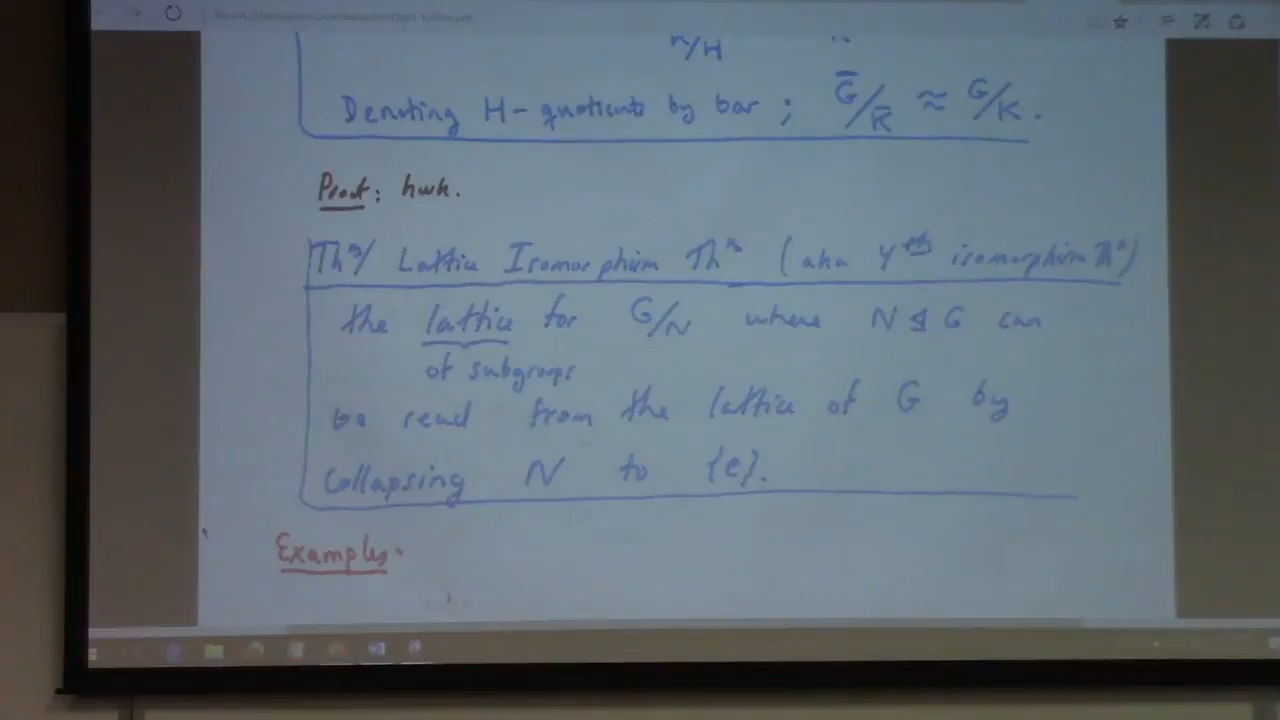 /H
Denoting H-quotients by bar; G̅/K̅ ≈ G/K.
Proof: hwk.
Thᵐ/ Lattice Isomorphism Thᵐ (aka 4th isomorphism Thᵐ)
the lattice for G/N where N ⊴ G can
of subgroups
be read from the lattice of G by
collapsing N to {e}.
Examples: